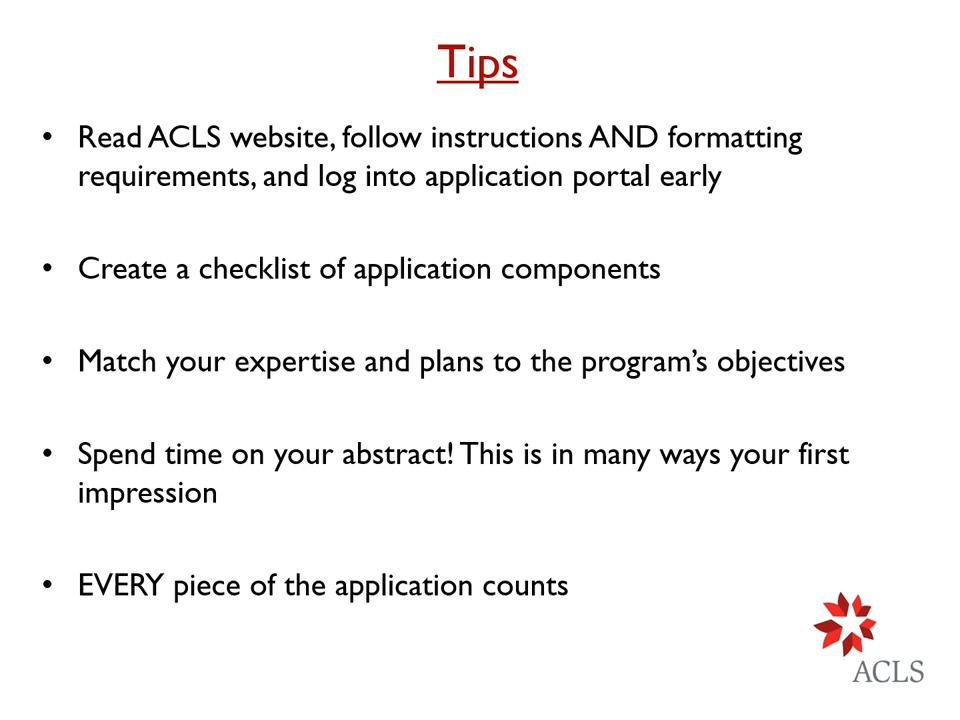 Tips
• Read ACLS website, follow instructions AND formatting
requirements, and log into application portal early
• Create a checklist of application components
• Match your expertise and plans to the program’s objectives
• Spend time on your abstract! This is in many ways your first
impression
• EVERY piece of the application counts
ACLS